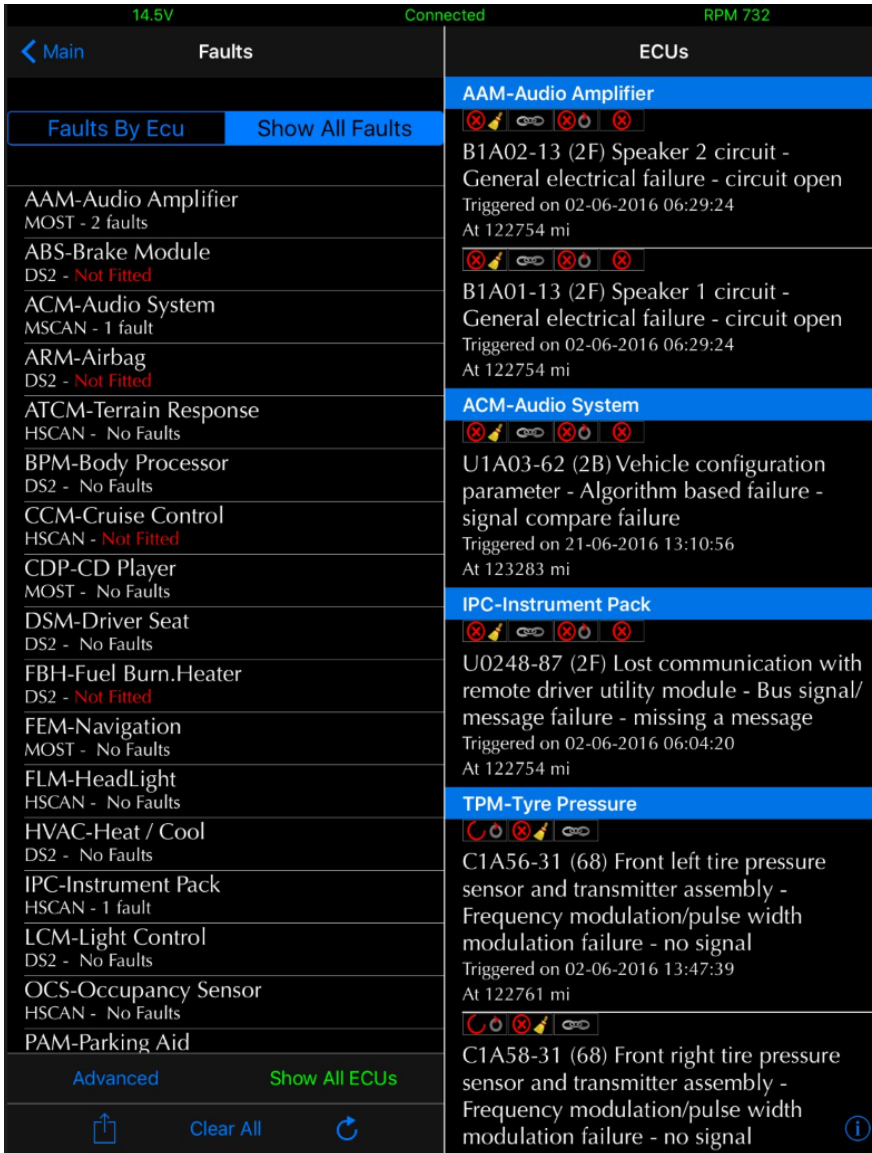 14.5V
Connected
RPM 732
Main
Faults
Faults By Ecu
Show All Faults
AAM-Audio Amplifier
MOST - 2 faults
ABS-Brake Module
DS2 - Not Fitted
ACM-Audio System
MSCAN - 1 fault
ARM-Airbag
DS2 - Not Fitted
ATCM-Terrain Response
HSCAN - No Faults
BPM-Body Processor
DS2 - No Faults
CCM-Cruise Control
HSCAN - Not Fitted
CDP-CD Player
MOST - No Faults
DSM-Driver Seat
DS2 - No Faults
FBH-Fuel Burn.Heater
DS2 - Not Fitted
FEM-Navigation
MOST - No Faults
FLM-HeadLight
HSCAN - No Faults
HVAC-Heat / Cool
DS2 - No Faults
IPC-Instrument Pack
HSCAN - 1 fault
LCM-Light Control
DS2 - No Faults
OCS-Occupancy Sensor
HSCAN - No Faults
PAM-Parking Aid
Advanced
Show All ECUs
Clear All
ECUs
AAM-Audio Amplifier
B1A02-13 (2F) Speaker 2 circuit -
General electrical failure - circuit open
Triggered on 02-06-2016 06:29:24
At 122754 mi
B1A01-13 (2F) Speaker 1 circuit -
General electrical failure - circuit open
Triggered on 02-06-2016 06:29:24
At 122754 mi
ACM-Audio System
U1A03-62 (2B) Vehicle configuration
parameter - Algorithm based failure -
signal compare failure
Triggered on 21-06-2016 13:10:56
At 123283 mi
IPC-Instrument Pack
U0248-87 (2F) Lost communication with
remote driver utility module - Bus signal/
message failure - missing a message
Triggered on 02-06-2016 06:04:20
At 122754 mi
TPM-Tyre Pressure
C1A56-31 (68) Front left tire pressure
sensor and transmitter assembly -
Frequency modulation/pulse width
modulation failure - no signal
Triggered on 02-06-2016 13:47:39
At 122761 mi
C1A58-31 (68) Front right tire pressure
sensor and transmitter assembly -
Frequency modulation/pulse width
modulation failure - no signal